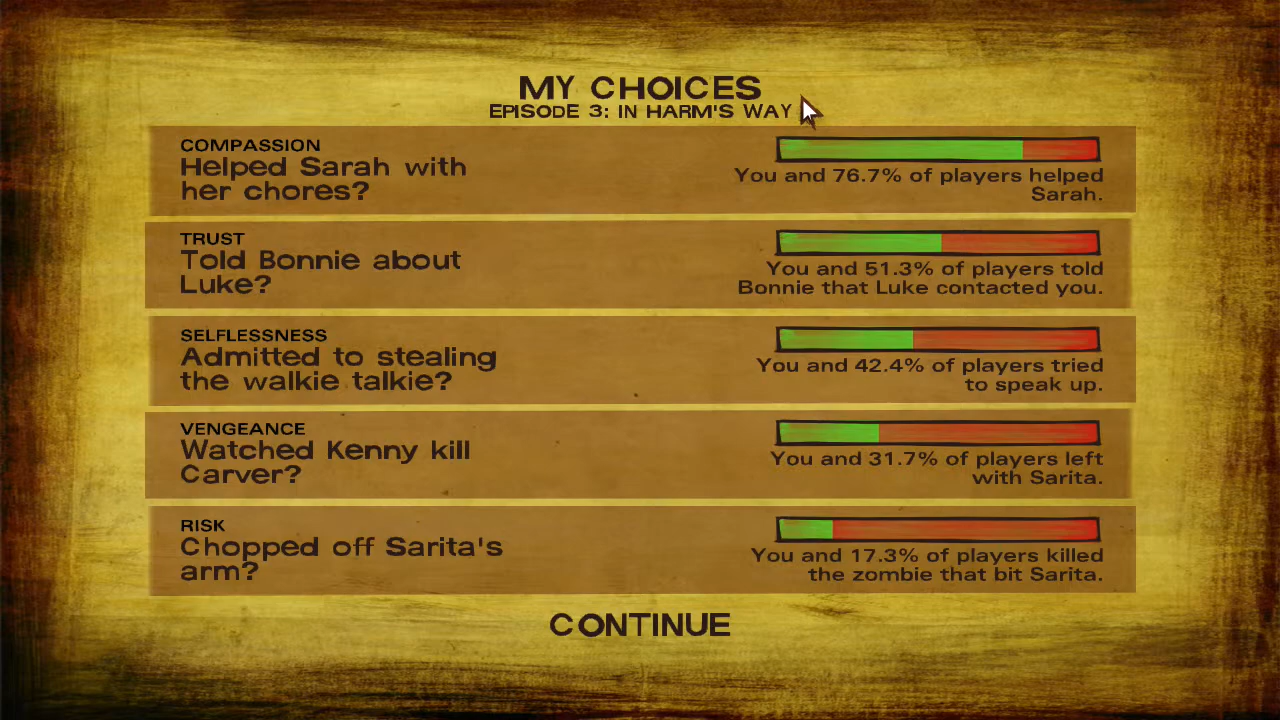 MY CHOICES
EPISODE 3: IN HARM'S WAY
COMPASSION
Helped Sarah with
her chores?
You and 76.7% of players helped
Sarah.
TRUST
Told Bonnie about
Luke?
You and 51.3% of players told
Bonnie that Luke contacted you.
SELFLESSNESS
Admitted to stealing
the walkie talkie?
You and 42.4% of players tried
to speak up.
VENGEANCE
Watched Kenny kill
Carver?
You and 31.7% of players left
with Sarita.
RISK
Chopped off Sarita's
arm?
You and 17.3% of players killed
the zombie that bit Sarita.
CONTINUE